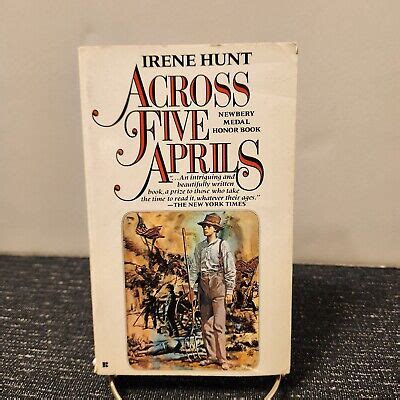 IRENE HUNT
ACROSS
FIVE
APRILS
NEWBERY
MEDAL
HONOR BOOK
"...An intriguing and
beautifully written
book, a prize to those who take
the time to read it, whatever their ages."
—THE NEW YORK TIMES